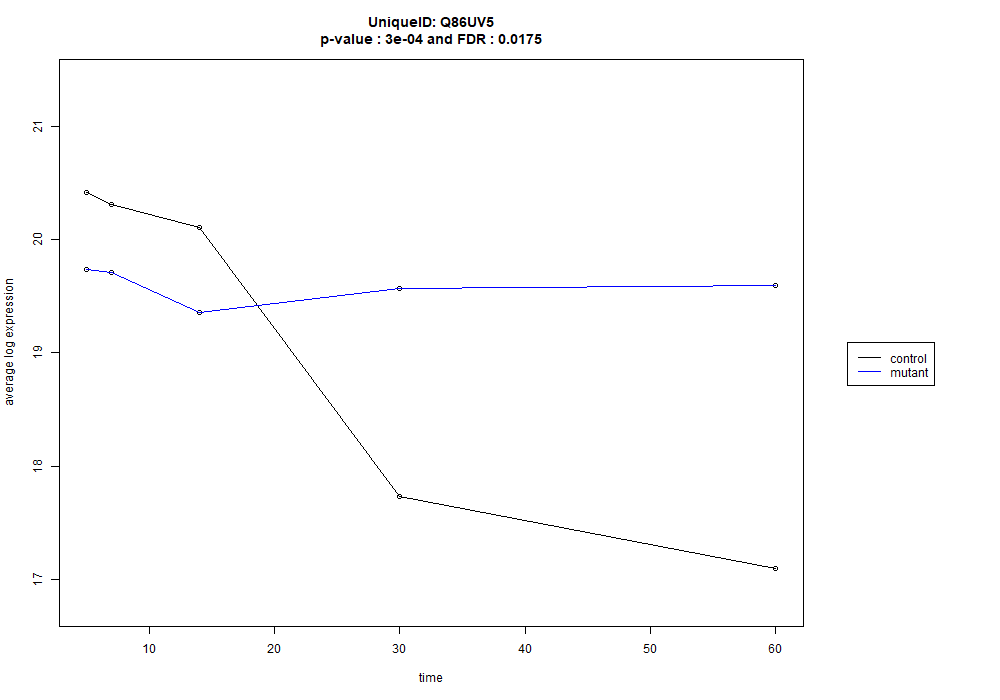 UniqueID: Q86UV5
p-value : 3e-04 and FDR : 0.0175
average log expression
21
20
19
18
17
10
20
30
40
50
60
time
control
mutant